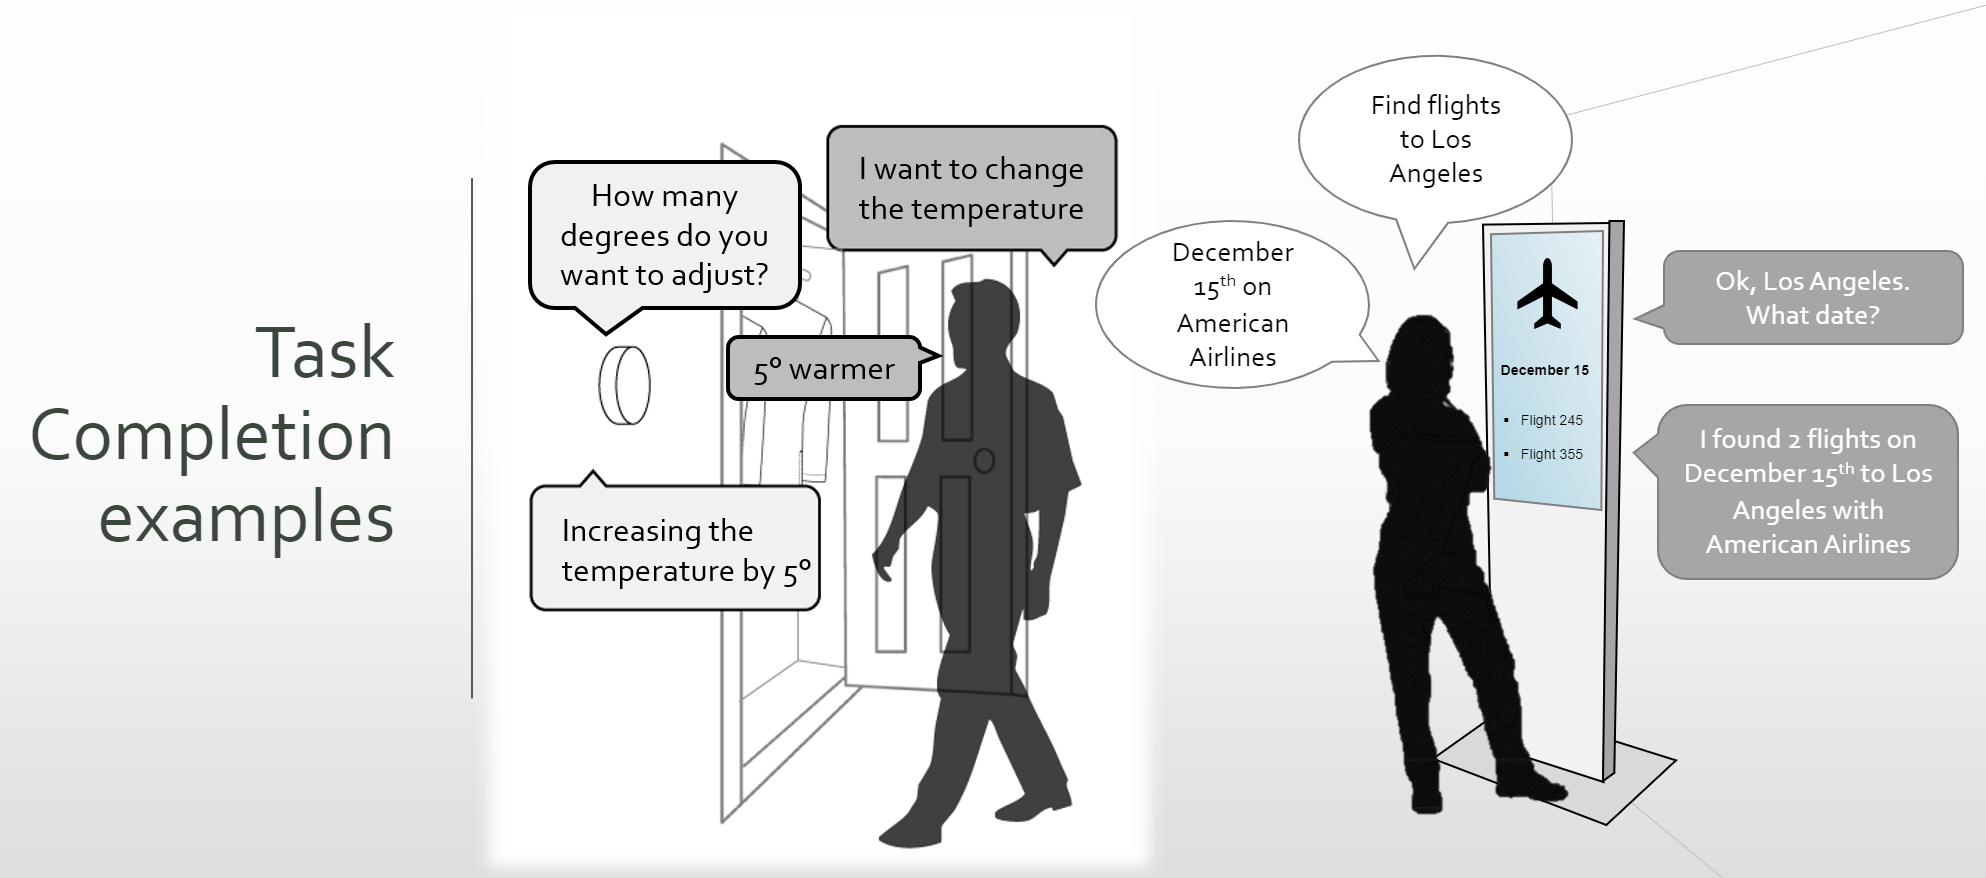 Task
Completion
examples
I want to change
the temperature
How many
degrees do you
want to adjust?
5° warmer
Increasing the
temperature by 5°
Find flights
to Los
Angeles
Ok, Los Angeles.
What date?
December
15th on
American
Airlines
I found 2 flights on
December 15th to Los
Angeles with
American Airlines
December 15
▪ Flight 245
▪ Flight 355